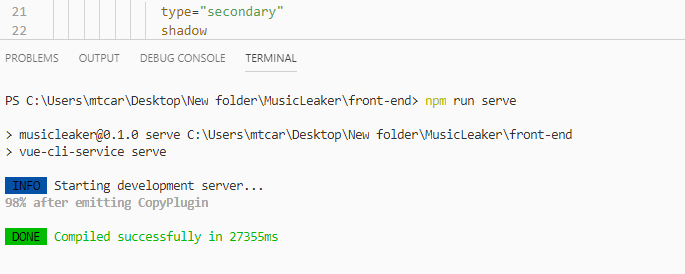 21 type="secondary"
22 shadow
PROBLEMS OUTPUT DEBUG CONSOLE TERMINAL
PS C:\Users\mtcar\Desktop\New folder\MusicLeaker\front-end> npm run serve
> musicleaker@0.1.0 serve C:\Users\mtcar\Desktop\New folder\MusicLeaker\front-end
> vue-cli-service serve
INFO Starting development server...
98% after emitting CopyPlugin
DONE Compiled successfully in 27355ms